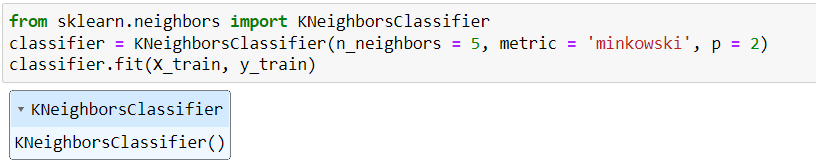 from sklearn.neighbors import KNeighborsClassifier
classifier = KNeighborsClassifier(n_neighbors = 5, metric = 'minkowski', p = 2)
classifier.fit(X_train, y_train)
KNeighborsClassifier
KNeighborsClassifier()